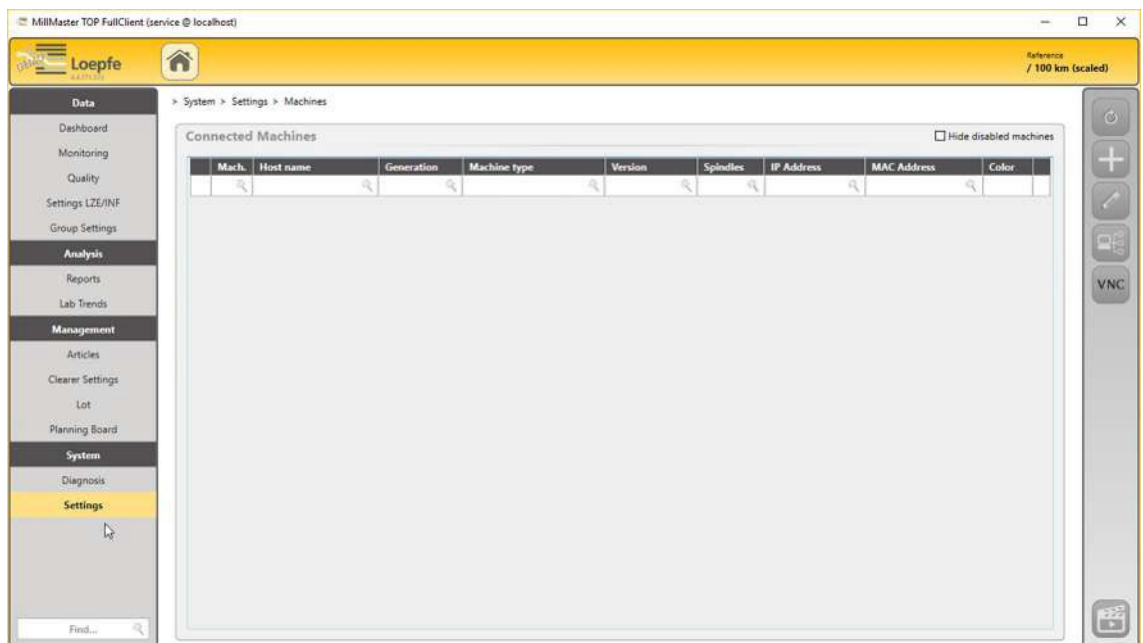 MillMaster TOP FullClient (service @ localhost)
Loepfe
Reference
/ 100 km (scaled)
Data
Dashboard
Monitoring
Quality
Settings LZE/INF
Group Settings
Analysis
Reports
Lab Trends
Management
Articles
Clearer Settings
Lot
Planning Board
System
Diagnosis
Settings
Find...
> System > Settings > Machines
Connected Machines
Hide disabled machines
Mach. Host name Generation Machine type Version Spindles IP Address MAC Address Color
VNC